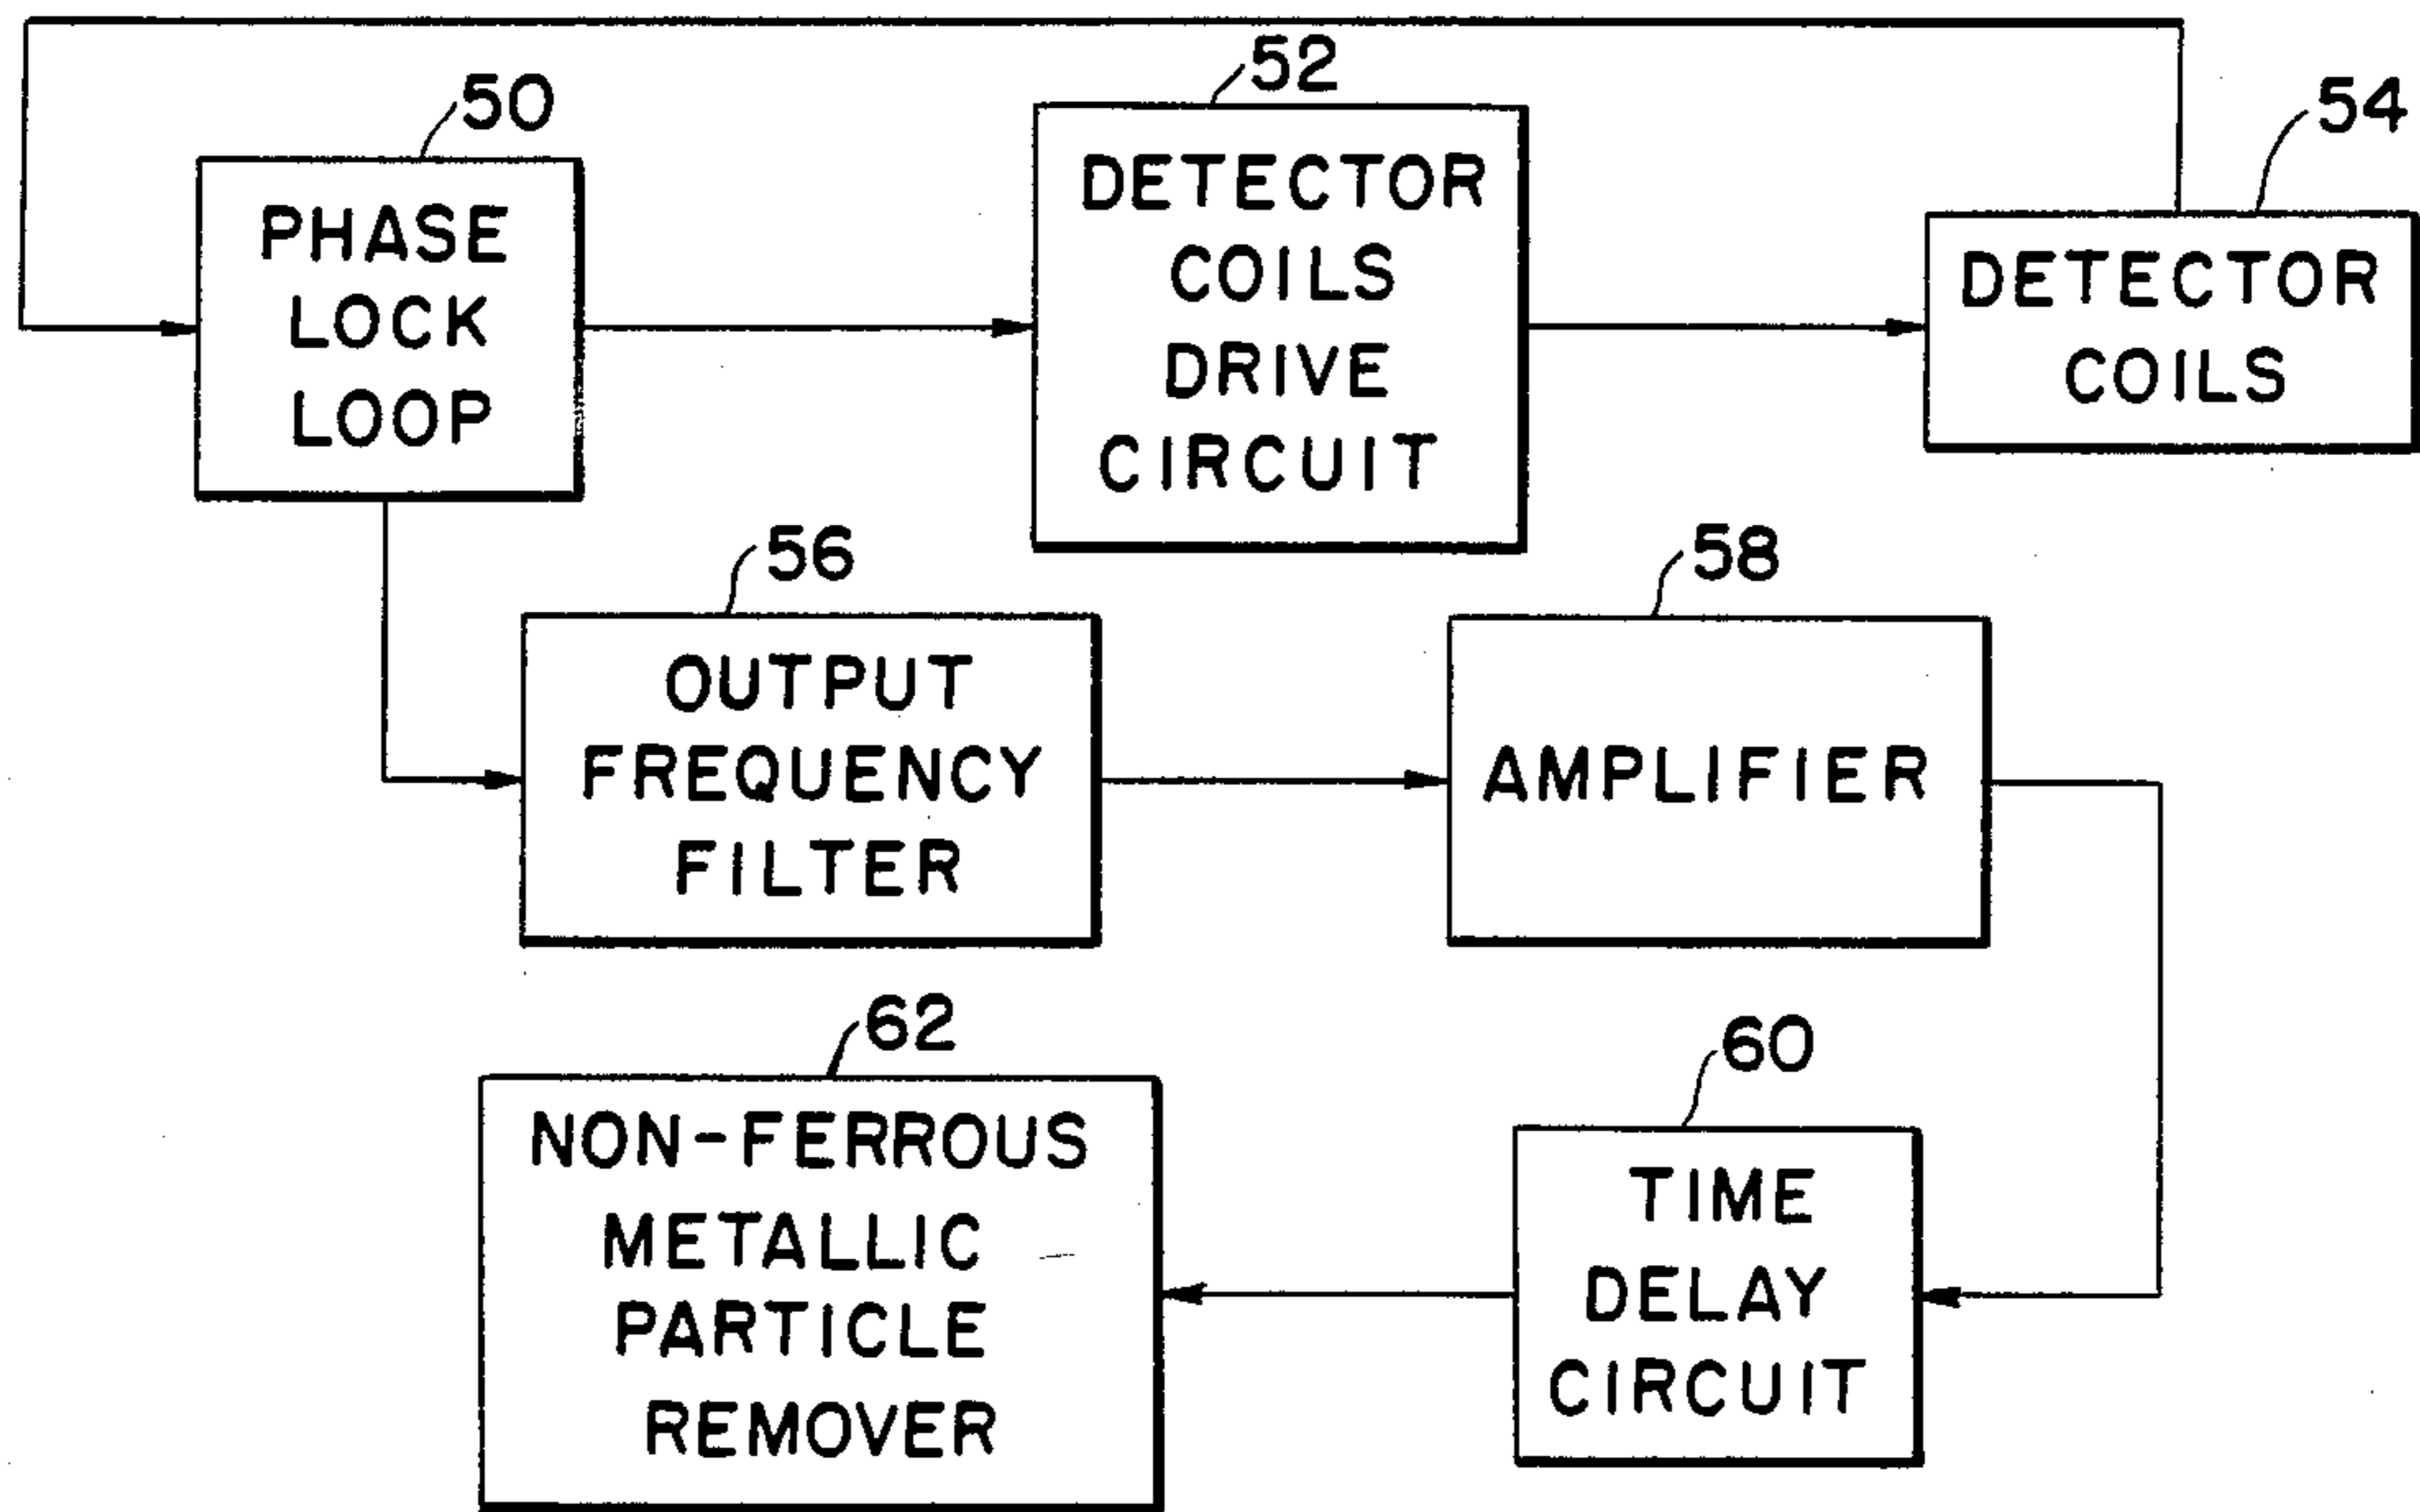 50
PHASE
LOCK
LOOP
52
DETECTOR
COILS
DRIVE
CIRCUIT
54
DETECTOR
COILS
56
OUTPUT
FREQUENCY
FILTER
58
AMPLIFIER
62
NON-FERROUS
METALLIC
PARTICLE
REMOVER
60
TIME
DELAY
CIRCUIT